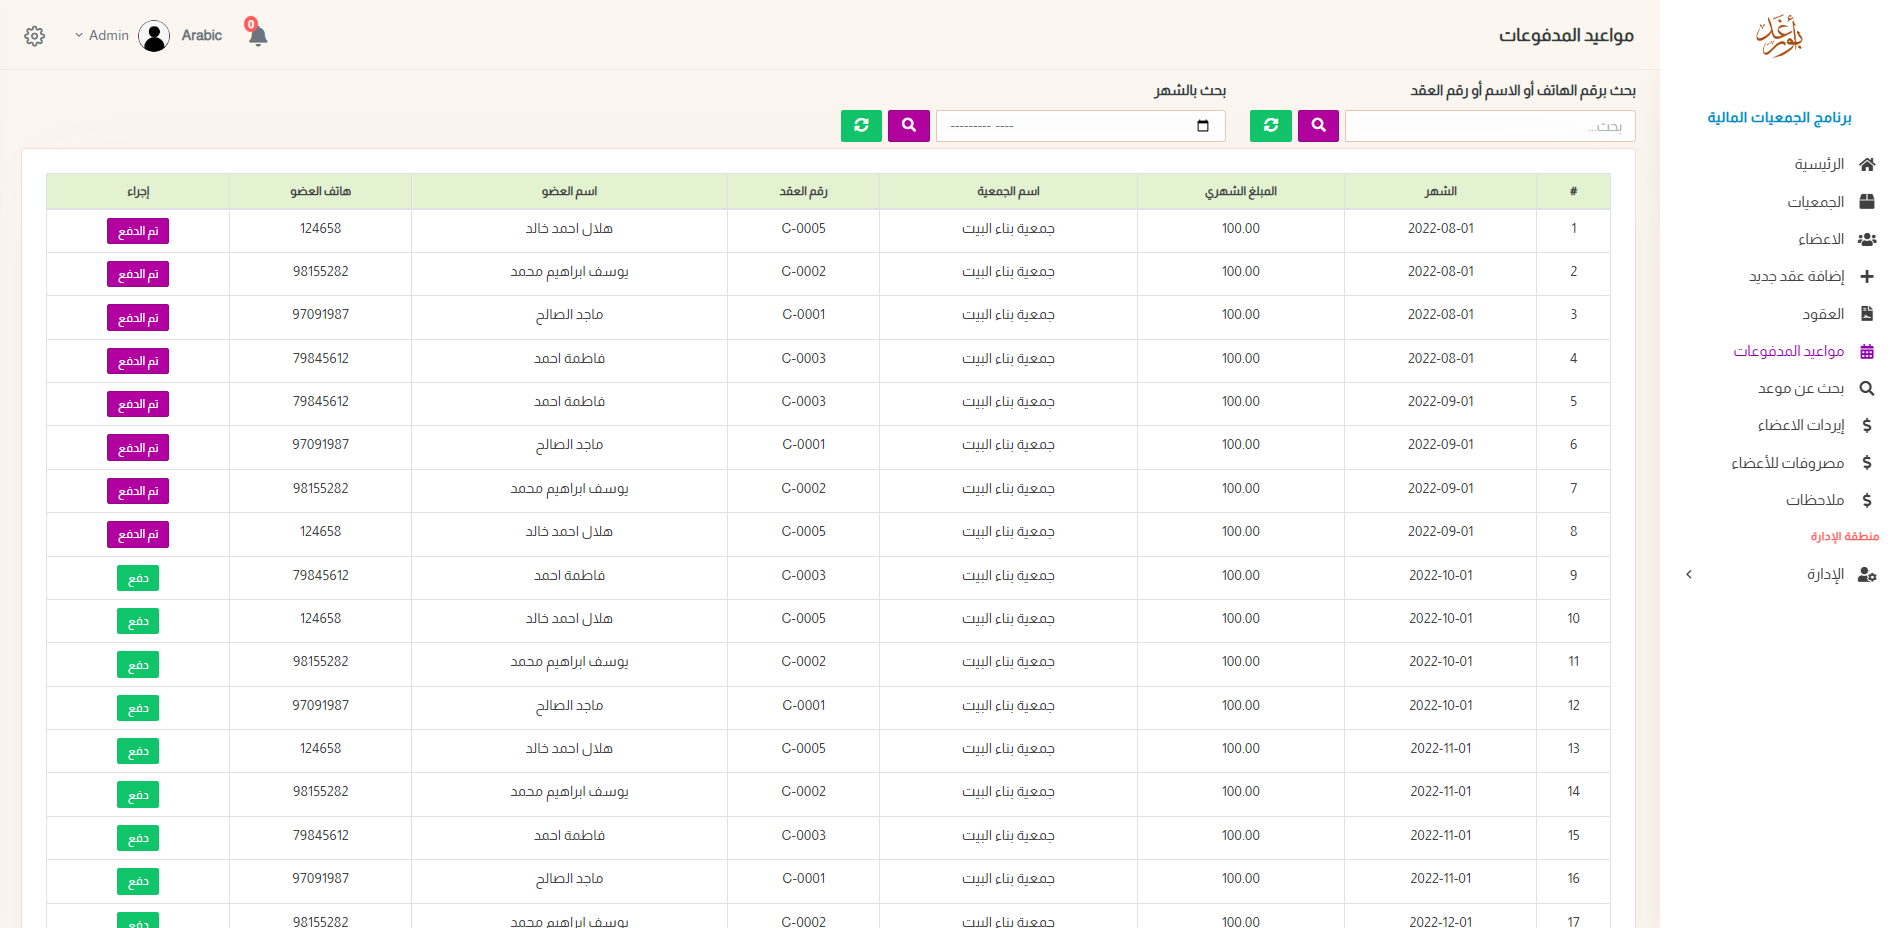 مواعيد المدفوعات
0
Arabic
Admin
برنامج الجمعيات المالية
الرئيسية
الجمعيات
الاعضاء
إضافة عقد جديد
العقود
مواعيد المدفوعات
بحث عن موعد
إيردات الاعضاء
مصروفات للأعضاء
ملاحظات
منطقة الإدارة
الإدارة
بحث برقم الهاتف أو الاسم أو رقم العقد
بحث...
بحث بالشهر
--------- ----
# الشهر المبلغ الشهري اسم الجمعية رقم العقد اسم العضو هاتف العضو إجراء
1 2022-08-01 100.00 جمعية بناء البيت C-0005 هلال احمد خالد 124658 تم الدفع
2 2022-08-01 100.00 جمعية بناء البيت C-0002 يوسف ابراهيم محمد 98155282 تم الدفع
3 2022-08-01 100.00 جمعية بناء البيت C-0001 ماجد الصالح 97091987 تم الدفع
4 2022-08-01 100.00 جمعية بناء البيت C-0003 فاطمة احمد 79845612 تم الدفع
5 2022-09-01 100.00 جمعية بناء البيت C-0003 فاطمة احمد 79845612 تم الدفع
6 2022-09-01 100.00 جمعية بناء البيت C-0001 ماجد الصالح 97091987 تم الدفع
7 2022-09-01 100.00 جمعية بناء البيت C-0002 يوسف ابراهيم محمد 98155282 تم الدفع
8 2022-09-01 100.00 جمعية بناء البيت C-0005 هلال احمد خالد 124658 تم الدفع
9 2022-10-01 100.00 جمعية بناء البيت C-0003 فاطمة احمد 79845612 دفع
10 2022-10-01 100.00 جمعية بناء البيت C-0005 هلال احمد خالد 124658 دفع
11 2022-10-01 100.00 جمعية بناء البيت C-0002 يوسف ابراهيم محمد 98155282 دفع
12 2022-10-01 100.00 جمعية بناء البيت C-0001 ماجد الصالح 97091987 دفع
13 2022-11-01 100.00 جمعية بناء البيت C-0005 هلال احمد خالد 124658 دفع
14 2022-11-01 100.00 جمعية بناء البيت C-0002 يوسف ابراهيم محمد 98155282 دفع
15 2022-11-01 100.00 جمعية بناء البيت C-0003 فاطمة احمد 79845612 دفع
16 2022-11-01 100.00 جمعية بناء البيت C-0001 ماجد الصالح 97091987 دفع
17 2022-12-01 100.00 جمعية بناء البيت C-0002 يوسف ابراهيم محمد 98155282 دفع